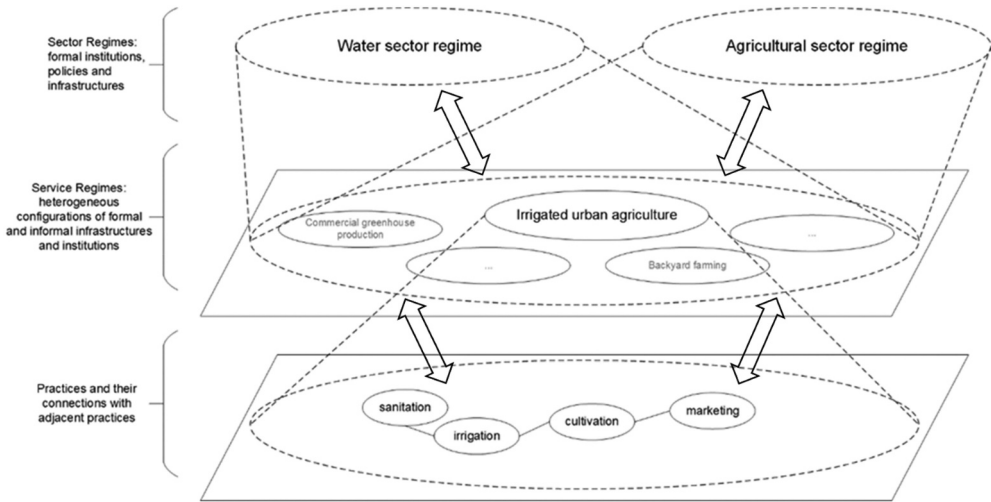 Sector Regimes:
formal institutions,
policies and
infrastructures
Water sector regime
Agricultural sector regime
Service Regimes:
heterogeneous
configurations of formal
and informal infrastructures
and institutions
Commercial greenhouse
production
Irrigated urban agriculture
...
...
Backyard farming
Practices and their
connections with
adjacent practices
sanitation
irrigation
cultivation
marketing